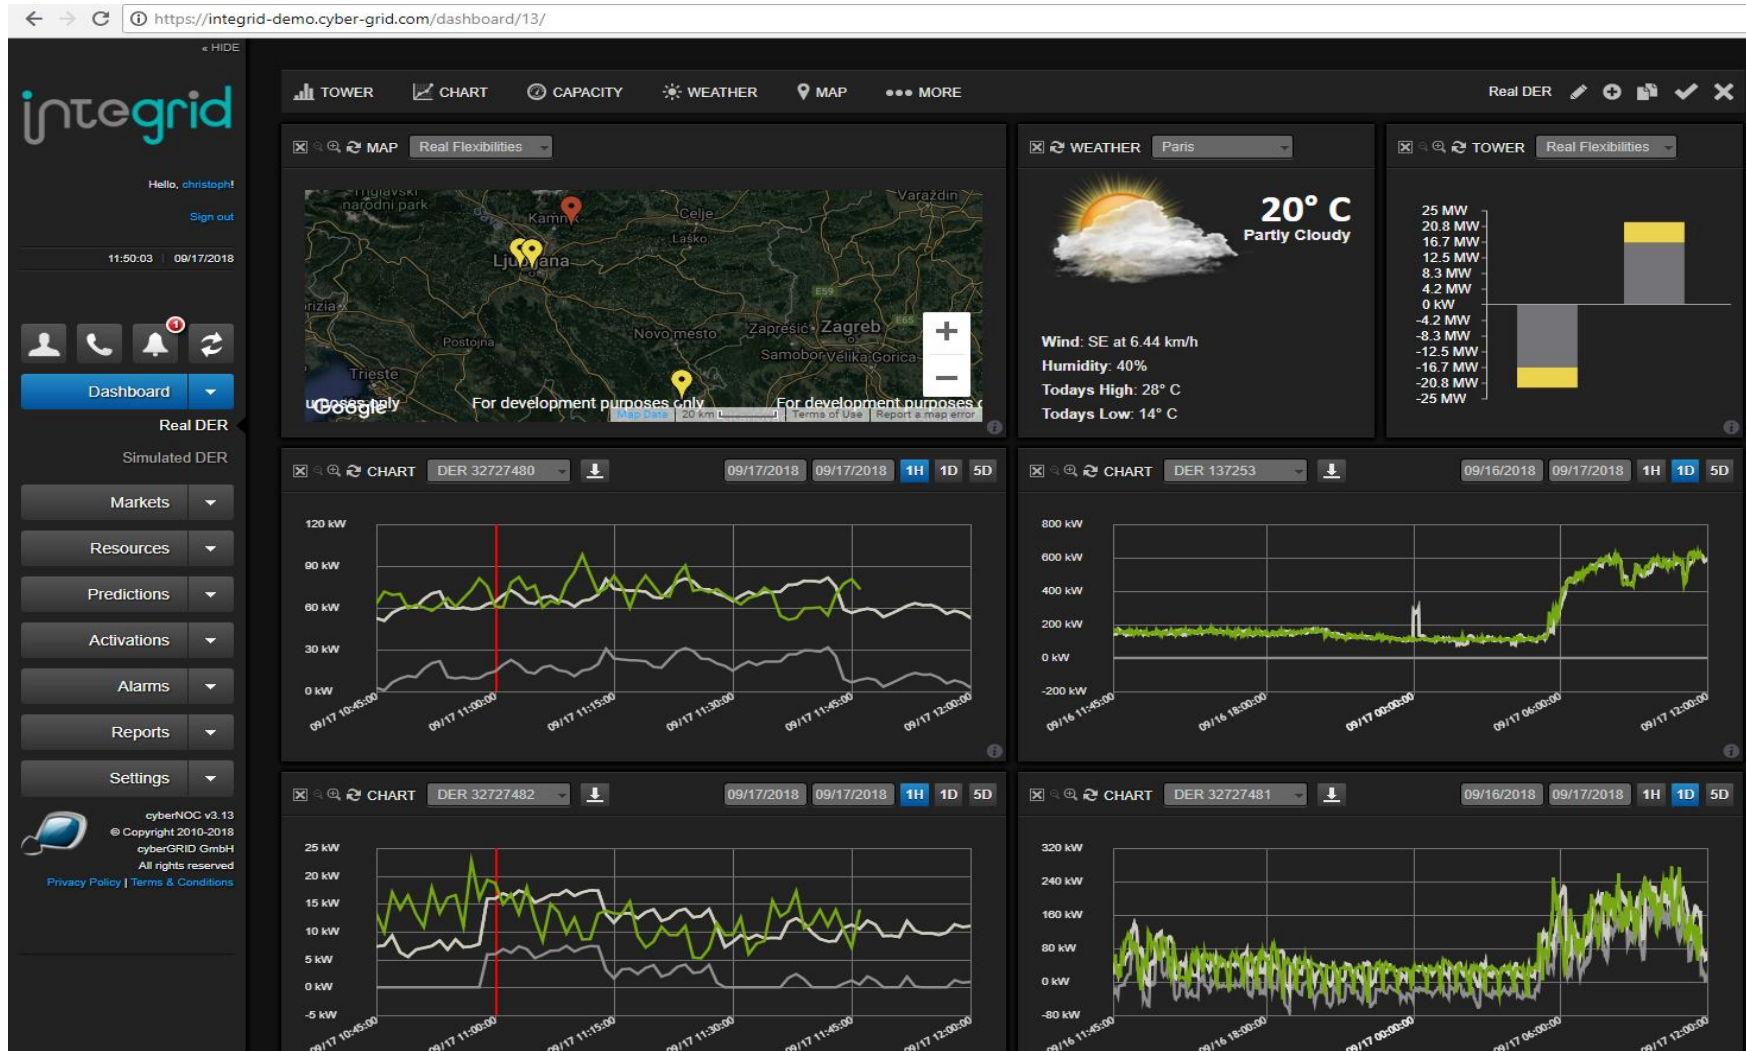 https://integrid-demo.cyber-grid.com/dashboard/13/
« HIDE
integrid
Hello, christoph!
Sign out
11:50:03 | 09/17/2018
1
Dashboard
Real DER
Simulated DER
Markets
Resources
Predictions
Activations
Alarms
Reports
Settings
cyberNOC v3.13
© Copyright 2010-2018
cyberGRID GmbH
All rights reserved
Privacy Policy | Terms & Conditions
TOWER CHART CAPACITY WEATHER MAP MORE
Real DER
MAP Real Flexibilities
Triglavski
narodni park
Kamnik
Celje
Varaždin
Laško
Ljubljana
E59
E65
Novo mesto
Zaprešić
Zagreb
Postojna
Samobor
Velika Gorica
Trieste
Google
For development purposes only
For development purposes
Map Data 20 km Terms of Use Report a map error
WEATHER Paris
20° C
Partly Cloudy
Wind: SE at 6.44 km/h
Humidity: 40%
Todays High: 28° C
Todays Low: 14° C
TOWER Real Flexibilities
25 MW
20.8 MW
16.7 MW
12.5 MW
8.3 MW
4.2 MW
0 kW
-4.2 MW
-8.3 MW
-12.5 MW
-16.7 MW
-20.8 MW
-25 MW
CHART DER 32727480 09/17/2018 09/17/2018 1H 1D 5D
120 kW
90 kW
60 kW
30 kW
0 kW
09/17 10:45:00 09/17 11:00:00 09/17 11:15:00 09/17 11:30:00 09/17 11:45:00 09/17 12:00:00
CHART DER 137253 09/16/2018 09/17/2018 1H 1D 5D
800 kW
600 kW
400 kW
200 kW
0 kW
-200 kW
09/16 11:45:00 09/16 18:00:00 09/17 00:00:00 09/17 06:00:00 09/17 12:00:00
CHART DER 32727482 09/17/2018 09/17/2018 1H 1D 5D
25 kW
20 kW
15 kW
10 kW
5 kW
0 kW
-5 kW
09/17 10:45:00 09/17 11:00:00 09/17 11:15:00 09/17 11:30:00 09/17 11:45:00 09/17 12:00:00
CHART DER 32727481 09/16/2018 09/17/2018 1H 1D 5D
320 kW
240 kW
160 kW
80 kW
0 kW
-80 kW
09/16 11:45:00 09/16 18:00:00 09/17 00:00:00 09/17 06:00:00 09/17 12:00:00